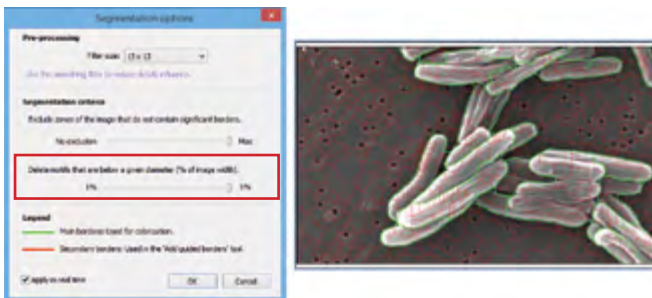 Segmentation options
Pre-processing
Filter size: 13 x 13
Use the smoothing filter to reduce details influence.
Segmentation criteria
Exclude zones of the image that do not contain significant borders.
No exclusion Max
Delete motifs that are below a given diameter (% of image width).
1%
Legend
Main borders: Used for colorization.
Secondary borders: Used in the 'Add guided borders' tool.
Apply in real time OK Cancel